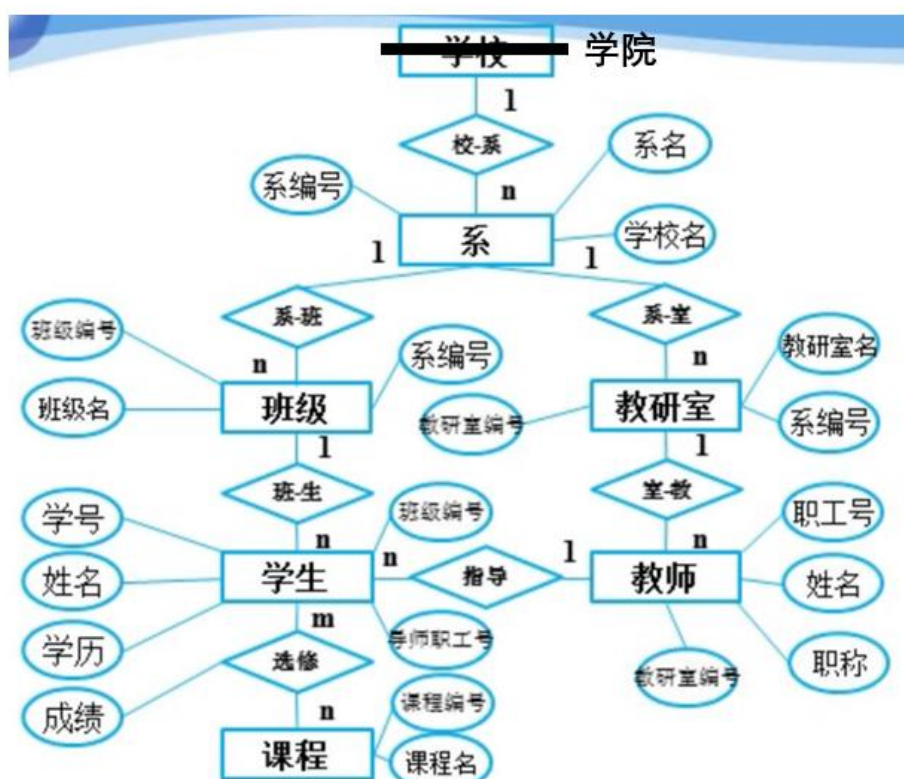 学校 学院
1
校-系
系名
系编号
n
系
学校名
1 1
系-班 系-室
班级编号
n n
系编号 教研室名
班级名 班级 教研室编号 教研室 系编号
1 1
班-生 室-教
学号 班级编号 职工号
n n 1 n
姓名 学生 指导 教师 姓名
m
学历 选修 导师职工号 教研室编号 职称
成绩
n 课程编号
课程 课程名